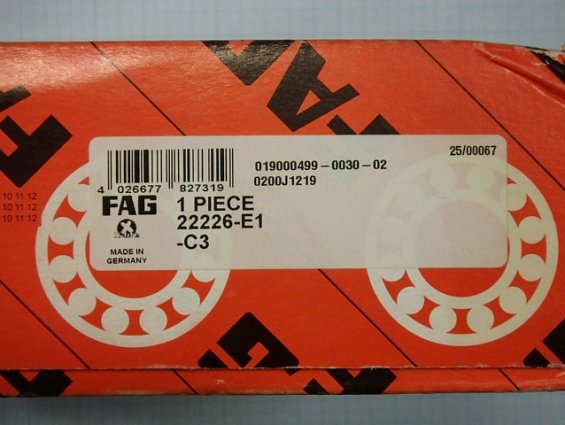 FAG
019000499-0030-02
25/00067
0200J1219
4 026677 827319
FAG
1 PIECE
22226-E1
-C3
MADE IN
GERMANY
10 11 12
10 11 12
10 11 12